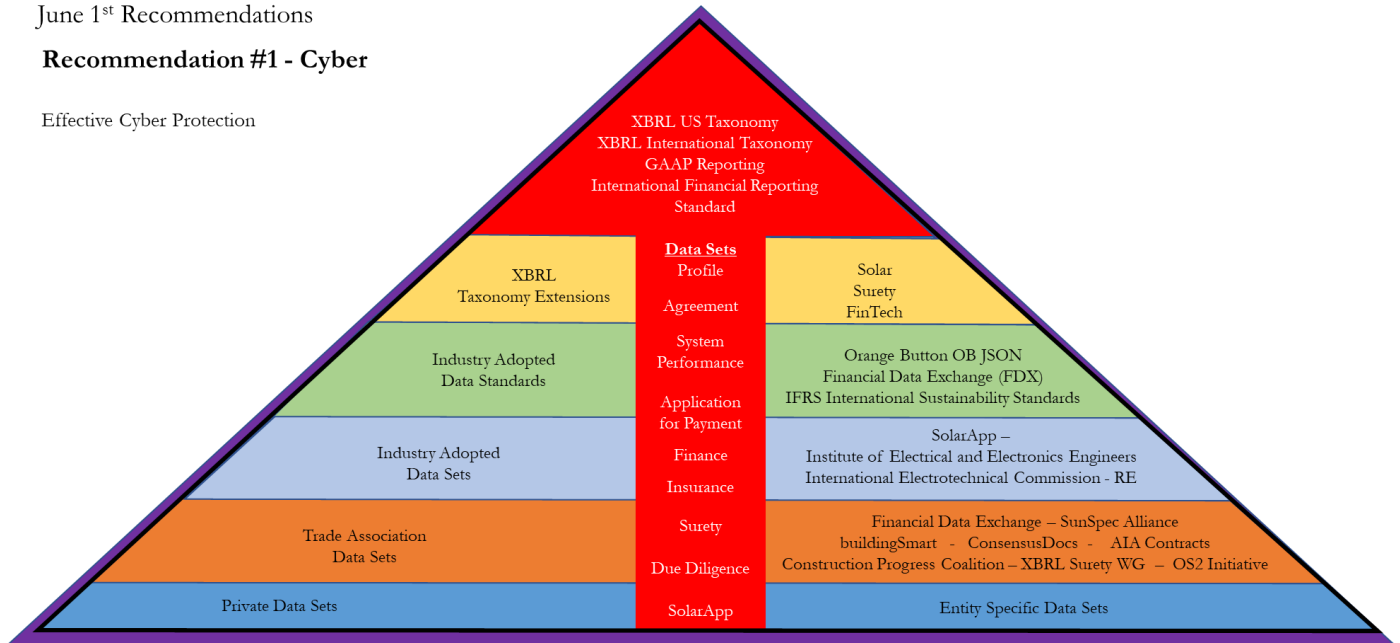 June 1st Recommendations
Recommendation #1 - Cyber
Effective Cyber Protection
XBRL US Taxonomy
XBRL International Taxonomy
GAAP Reporting
International Financial Reporting
Standard
Data Sets
Profile
Agreement
System
Performance
Application
for Payment
Finance
Insurance
Surety
Due Diligence
SolarApp
XBRL
Taxonomy Extensions
Solar
Surety
FinTech
Industry Adopted
Data Standards
Orange Button OB JSON
Financial Data Exchange (FDX)
IFRS International Sustainability Standards
Industry Adopted
Data Sets
SolarApp –
Institute of Electrical and Electronics Engineers
International Electrotechnical Commission - RE
Trade Association
Data Sets
Financial Data Exchange – SunSpec Alliance
buildingSmart - ConsensusDocs - AIA Contracts
Construction Progress Coalition – XBRL Surety WG – OS2 Initiative
Private Data Sets
Entity Specific Data Sets